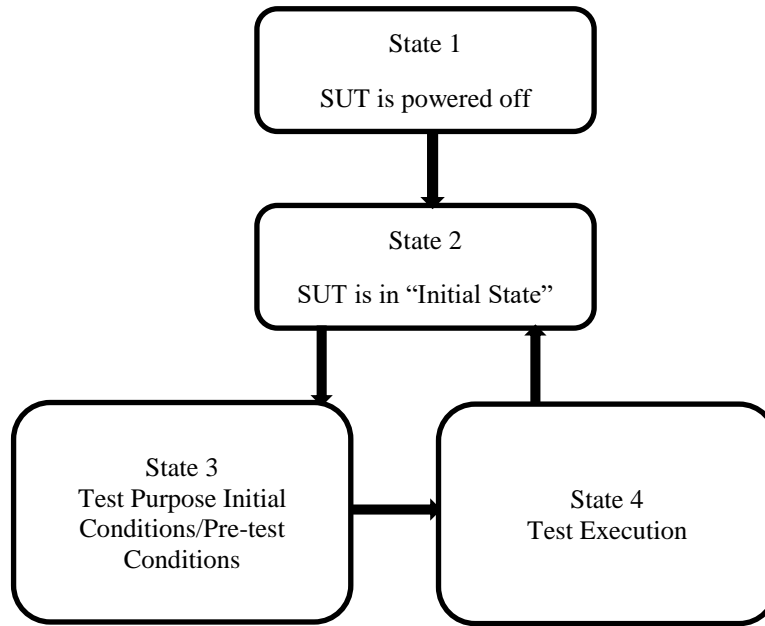 State 1
SUT is powered off
State 2
SUT is in “Initial State”
State 3
Test Purpose Initial
Conditions/Pre-test
Conditions
State 4
Test Execution